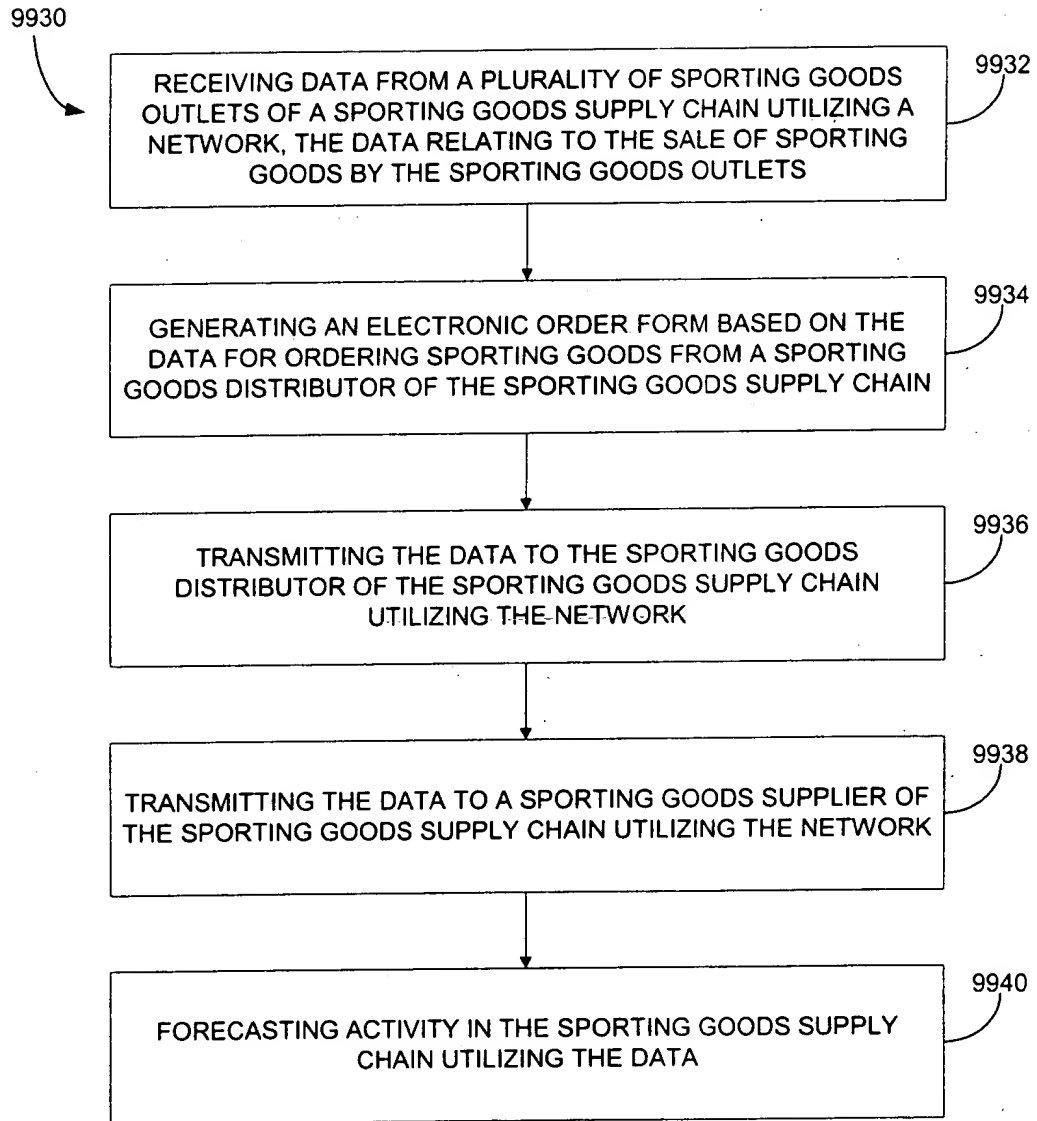 9930
RECEIVING DATA FROM A PLURALITY OF SPORTING GOODS
OUTLETS OF A SPORTING GOODS SUPPLY CHAIN UTILIZING A
NETWORK, THE DATA RELATING TO THE SALE OF SPORTING
GOODS BY THE SPORTING GOODS OUTLETS
9932
GENERATING AN ELECTRONIC ORDER FORM BASED ON THE
DATA FOR ORDERING SPORTING GOODS FROM A SPORTING
GOODS DISTRIBUTOR OF THE SPORTING GOODS SUPPLY CHAIN
9934
TRANSMITTING THE DATA TO THE SPORTING GOODS
DISTRIBUTOR OF THE SPORTING GOODS SUPPLY CHAIN
UTILIZING THE NETWORK
9936
TRANSMITTING THE DATA TO A SPORTING GOODS SUPPLIER OF
THE SPORTING GOODS SUPPLY CHAIN UTILIZING THE NETWORK
9938
FORECASTING ACTIVITY IN THE SPORTING GOODS SUPPLY
CHAIN UTILIZING THE DATA
9940